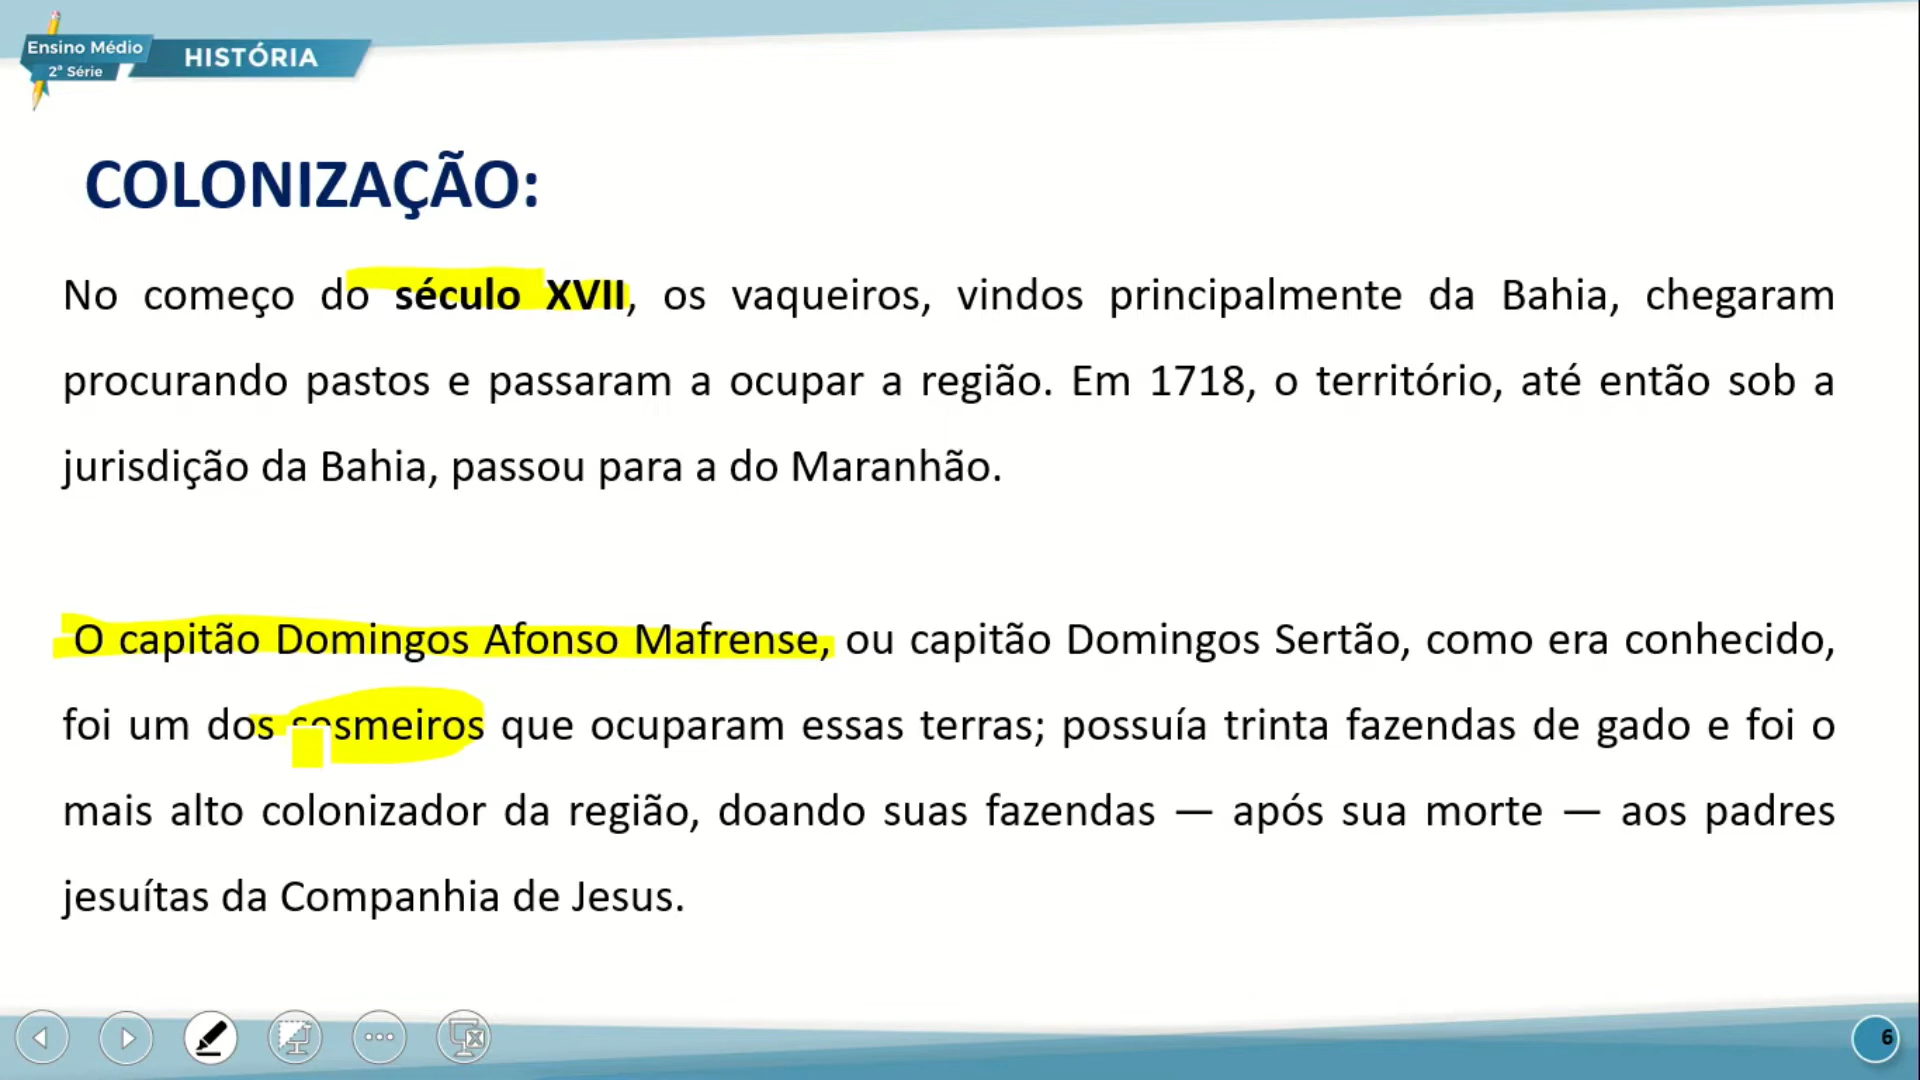 Ensino Médio
2ª Série
HISTÓRIA
COLONIZAÇÃO:
No começo do século XVII, os vaqueiros, vindos principalmente da Bahia, chegaram
procurando pastos e passaram a ocupar a região. Em 1718, o território, até então sob a
jurisdição da Bahia, passou para a do Maranhão.
O capitão Domingos Afonso Mafrense, ou capitão Domingos Sertão, como era conhecido,
foi um dos sesmeiros que ocuparam essas terras; possuía trinta fazendas de gado e foi o
mais alto colonizador da região, doando suas fazendas — após sua morte — aos padres
jesuítas da Companhia de Jesus.
6